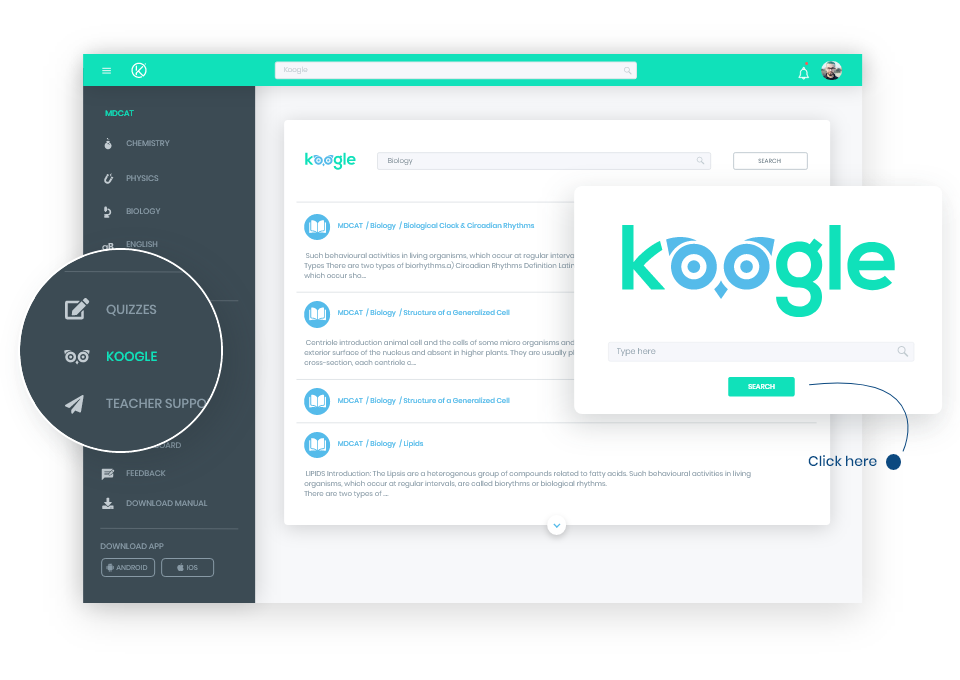 Koogle
MDCAT
CHEMISTRY
PHYSICS
BIOLOGY
ENGLISH
QUIZZES
KOOGLE
TEACHER SUPPO
FEEDBACK
DOWNLOAD MANUAL
DOWNLOAD APP
ANDROID
IOS
koogle
Biology
SEARCH
MDCAT / Biology / Biological Clock & Circadian Rhythms
Such behavioural activities in living organisms, which occur at regular interva
Types There are two types of biorhythms.a) Circadian Rhythms Definition Latin
which occur sho...
MDCAT / Biology / Structure of a Generalized Cell
Centriole introduction animal cell and the cells of some micro organisms and
exterior surface of the nucleus and absent in higher plants. They are usually pl
cross-section, each centriole c...
MDCAT / Biology / Structure of a Generalized Cell
MDCAT / Biology / Lipids
LIPIDS Introduction: The Lipsis are a heterogenous group of compounds related to fatty acids. Such behavioural activities in living
organisms, which occur at regular intervals, are called biorythms or biological rhythms.
There are two types of ...
koogle
Type here
SEARCH
Click here